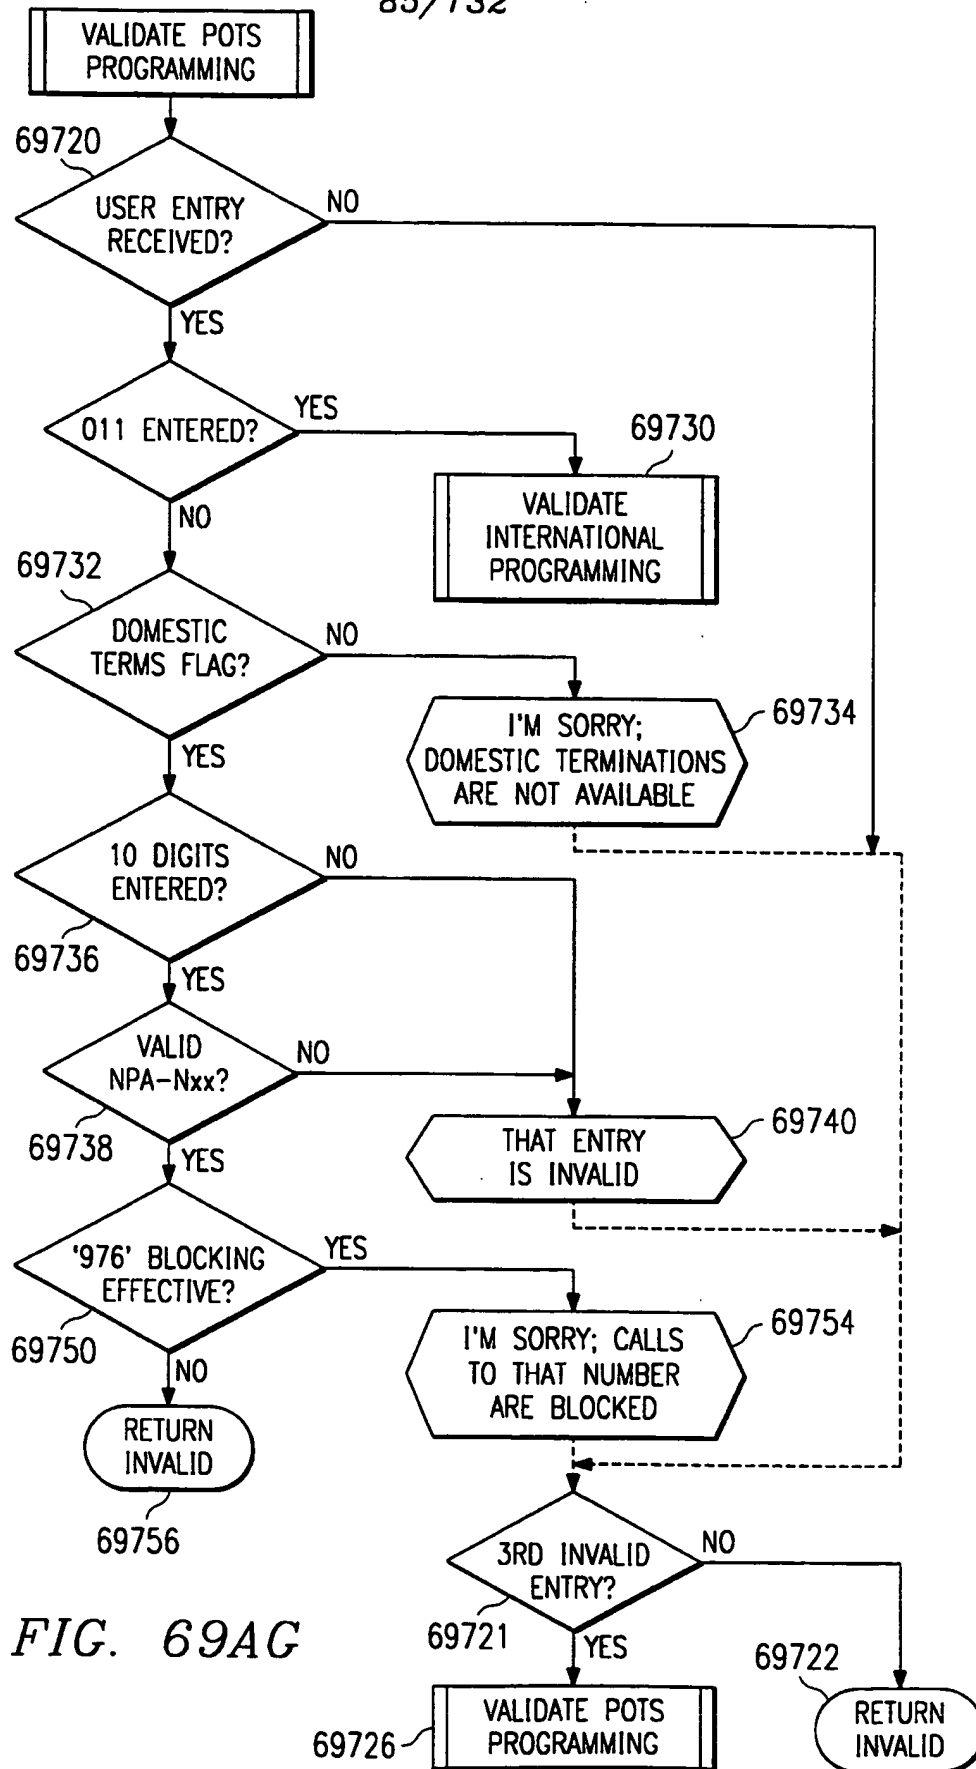 85/732
VALIDATE POTS
PROGRAMMING
69720
USER ENTRY
RECEIVED?
NO
YES
011 ENTERED?
YES
NO
69730
VALIDATE
INTERNATIONAL
PROGRAMMING
69732
DOMESTIC
TERMS FLAG?
NO
YES
I'M SORRY;
DOMESTIC TERMINATIONS
ARE NOT AVAILABLE
69734
10 DIGITS
ENTERED?
NO
69736
YES
VALID
NPA-Nxx?
NO
69738
YES
THAT ENTRY
IS INVALID
69740
'976' BLOCKING
EFFECTIVE?
YES
69750
NO
I'M SORRY; CALLS
TO THAT NUMBER
ARE BLOCKED
69754
RETURN
INVALID
69756
3RD INVALID
ENTRY?
NO
69721
YES
69722
VALIDATE POTS
PROGRAMMING
69726
RETURN
INVALID
FIG. 69AG